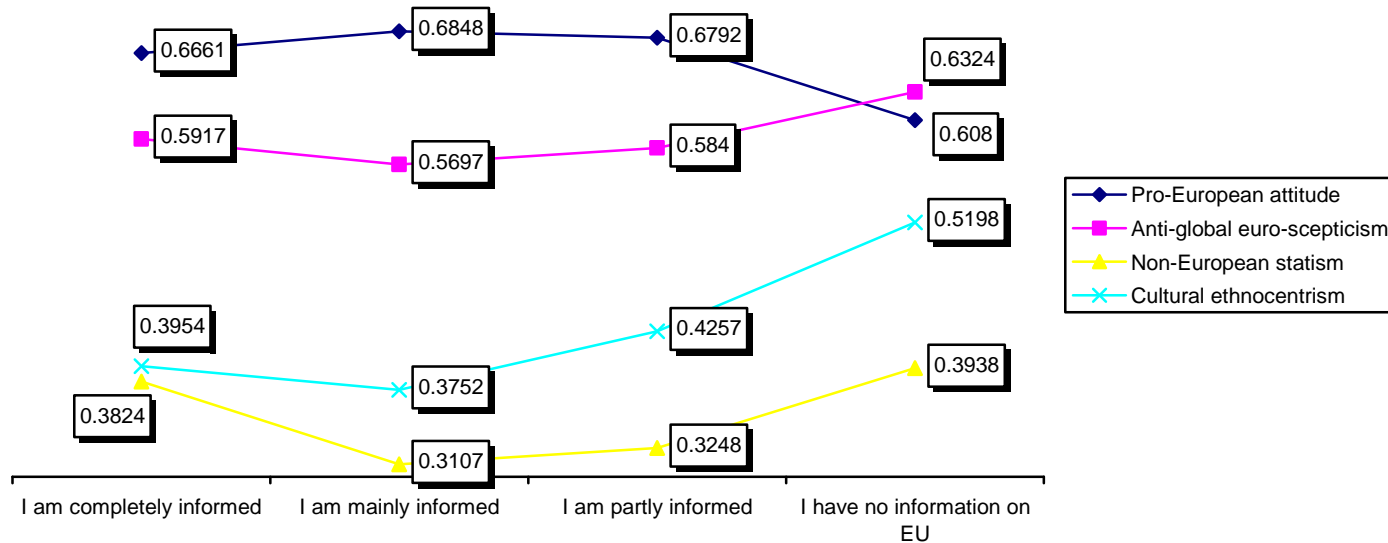 0.6661
0.6848
0.6792
0.6324
0.5917
0.5697
0.584
0.608
Pro-European attitude
Anti-global euro-scepticism
Non-European statism
Cultural ethnocentrism
0.5198
0.3954
0.3752
0.4257
0.3938
0.3824
0.3107
0.3248
I am completely informed
I am mainly informed
I am partly informed
I have no information on
EU